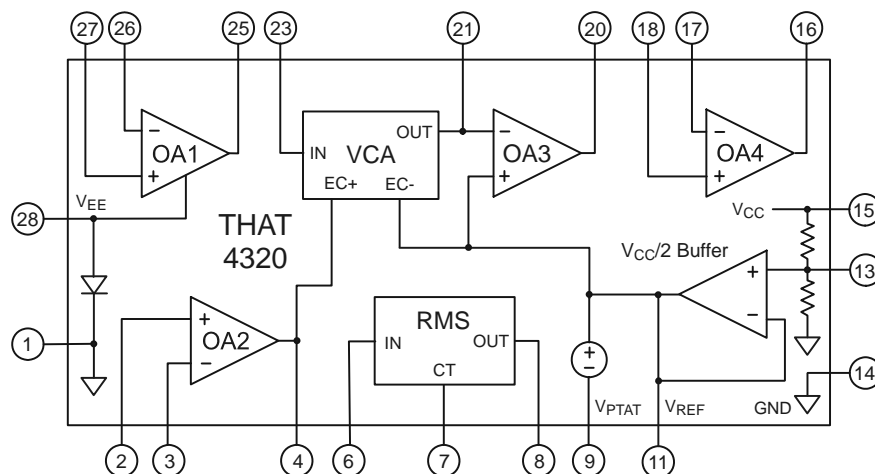 27 26 25 23 21 20 18 17 16
− OA1 +
IN VCA OUT
EC+ EC-
− OA3 +
− OA4 +
28 VEE
THAT
4320
VCC 15
VCC/2 Buffer
+ −
13
1
+ OA2 −
IN RMS OUT
CT
+ −
VPTAT VREF GND 14
2 3 4 6 7 8 9 11